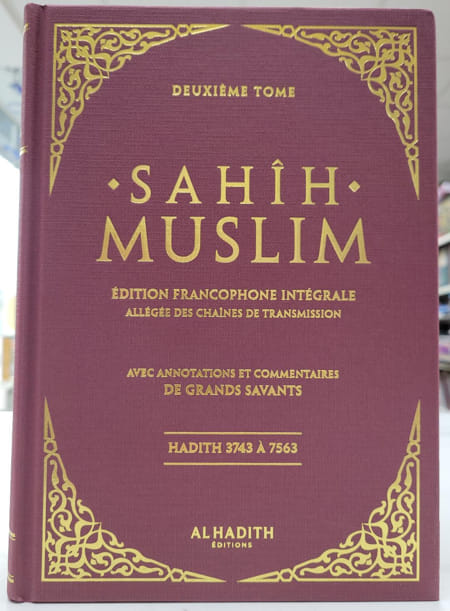 DEUXIÈME TOME
SAHÎH
MUSLIM
ÉDITION FRANCOPHONE INTÉGRALE
ALLÉGÉE DES CHAÎNES DE TRANSMISSION
AVEC ANNOTATIONS ET COMMENTAIRES
DE GRANDS SAVANTS
HADITH 3743 À 7563
AL HADITH
ÉDITIONS